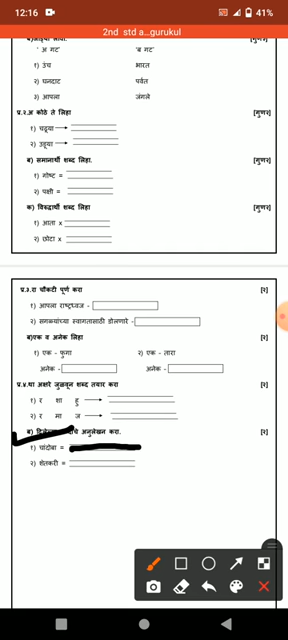 12:16 41%
2nd std a...gurukul
ब)जोड्या लावा. [गुण२]
' अ गट' 'ब गट'
१) उंच भारत
२) घनदाट पर्वत
३) आपला जंगले
प्र.२.अ कोठे ते लिहा [गुण२]
१) चढूया
२) उडूया
ब) समानार्थी शब्द लिहा. [गुण२]
१) गोष्ट =
२) पक्षी =
क) विरुद्धार्थी शब्द लिहा [गुण२]
१) आता x
२) छोटा x
प्र.३.रा चौकटी पूर्ण करा [२]
१) आपला राष्ट्रध्वज -
२) सगळ्यांच्या स्वागतासाठी डोलणारे -
ब)एक व अनेक लिहा [२]
१) एक - फुगा २) एक - तारा
अनेक - अनेक -
प्र.४.था अक्षरे जुळवून शब्द तयार करा
१) र शा हु
२) र मा ज
ब) अनुलेखन करा. [२]
१) चांदोबा =
२) शेतकरी =